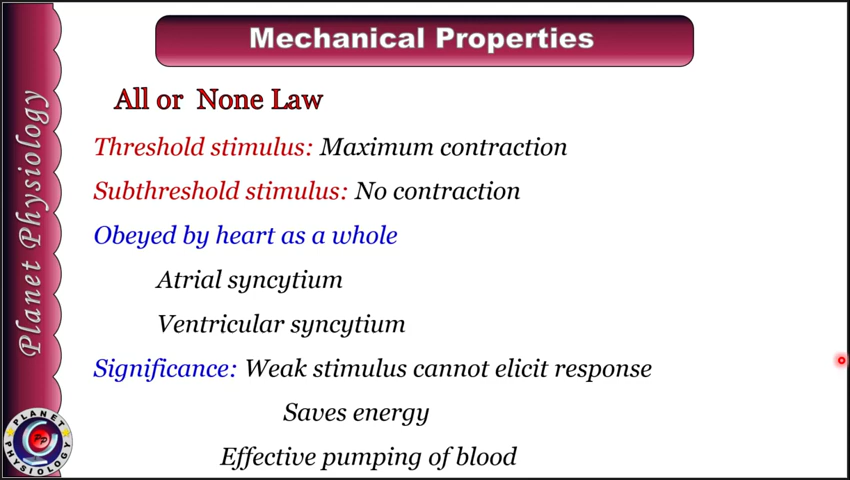 Mechanical Properties
All or None Law
Threshold stimulus: Maximum contraction
Subthreshold stimulus: No contraction
Obeyed by heart as a whole
Atrial syncytium
Ventricular syncytium
Significance: Weak stimulus cannot elicit response
Saves energy
Effective pumping of blood
Planet Physiology
PLANET
PP
PHYSIOLOGY